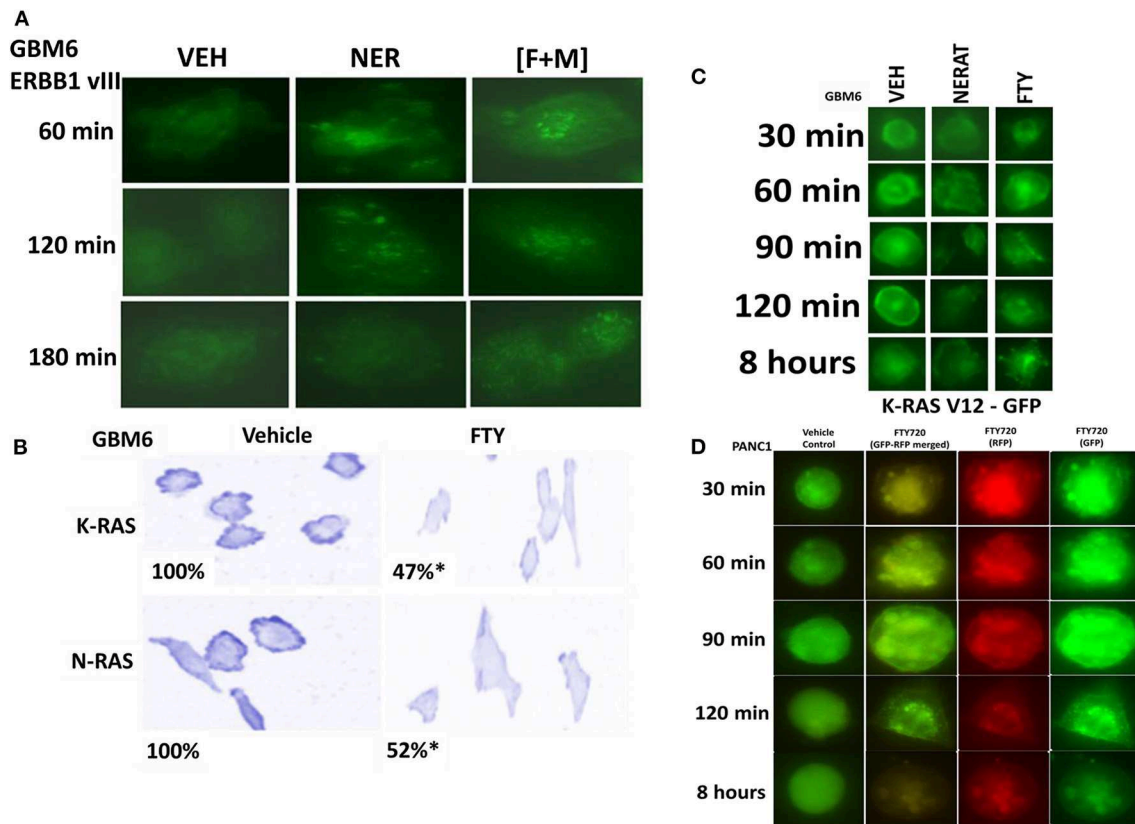 A
GBM6
ERBB1 vIII
VEH
NER
[F+M]
60 min
120 min
180 min
B
GBM6
Vehicle
FTY
K-RAS
100%
47%*
N-RAS
100%
52%*
C
GBM6
VEH
NERAT
FTY
30 min
60 min
90 min
120 min
8 hours
K-RAS V12 - GFP
D
PANC1
Vehicle
Control
FTY720
(GFP-RFP merged)
FTY720
(RFP)
FTY720
(GFP)
30 min
60 min
90 min
120 min
8 hours